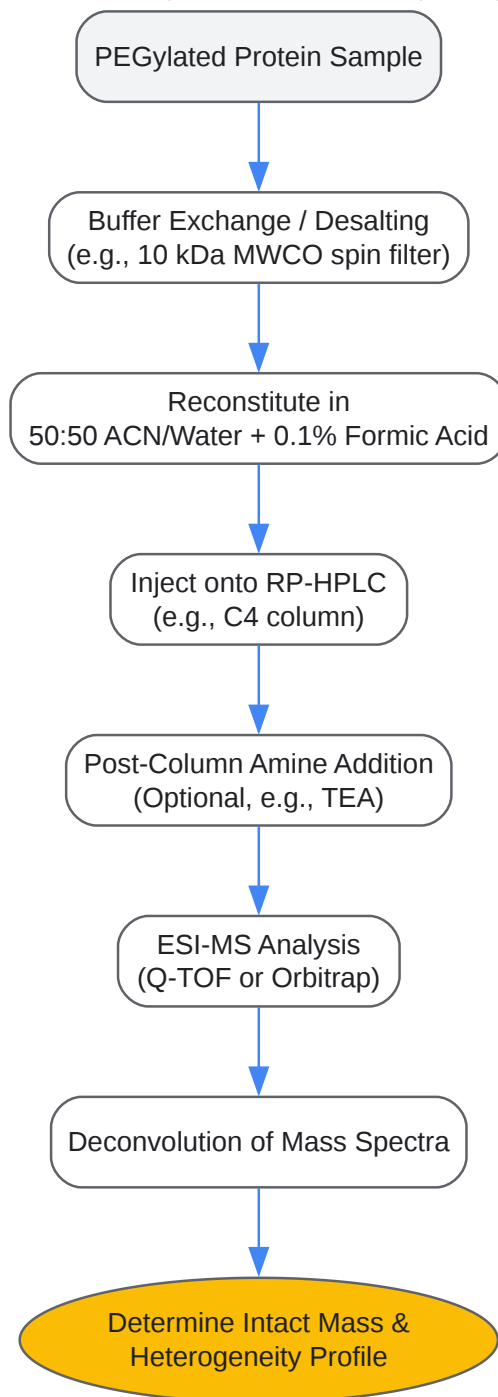 PEGylated Protein Sample
Buffer Exchange / Desalting
(e.g., 10 kDa MWCO spin filter)
Reconstitute in
50:50 ACN/Water + 0.1% Formic Acid
Inject onto RP-HPLC
(e.g., C4 column)
Post-Column Amine Addition
(Optional, e.g., TEA)
ESI-MS Analysis
(Q-TOF or Orbitrap)
Deconvolution of Mass Spectra
Determine Intact Mass &
Heterogeneity Profile